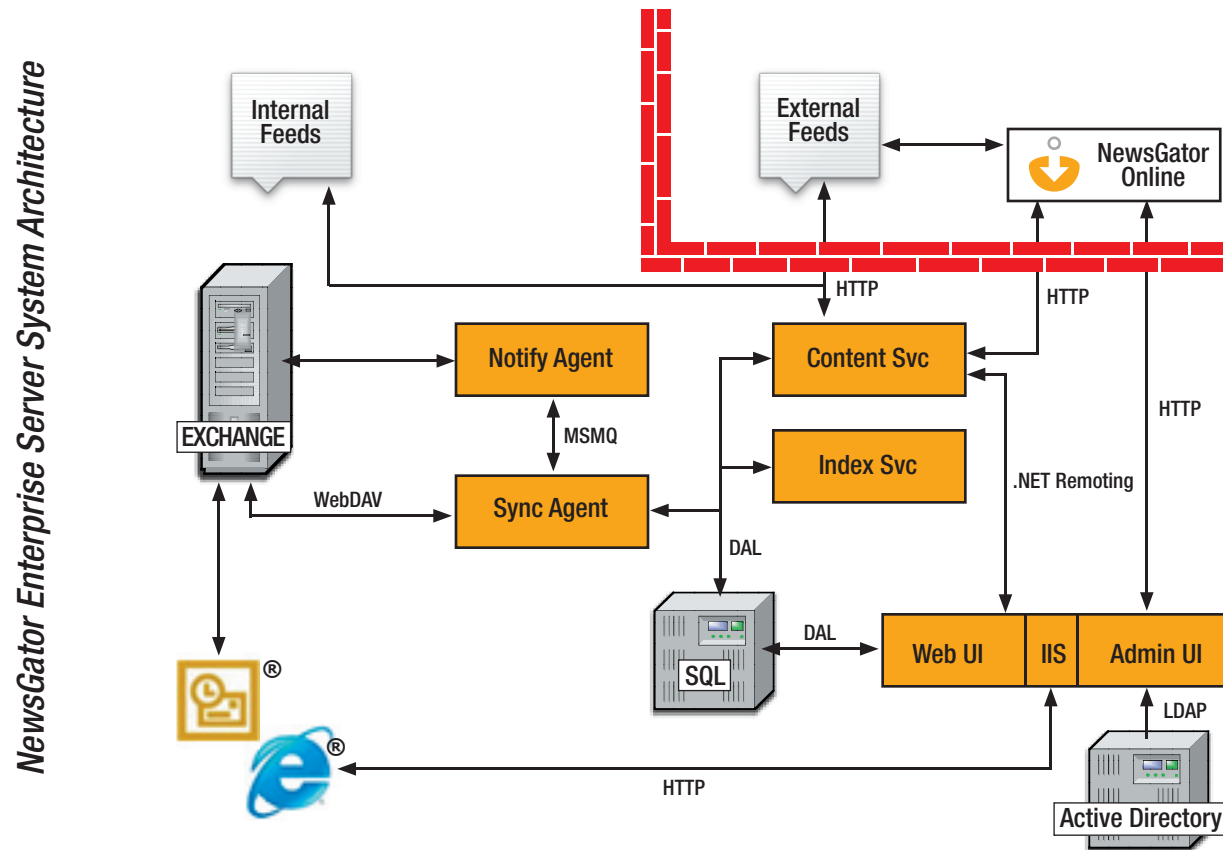 NewsGator Enterprise Server System Architecture
Internal
Feeds
External
Feeds
NewsGator
Online
HTTP
HTTP
EXCHANGE
Notify Agent
Content Svc
HTTP
MSMQ
Index Svc
.NET Remoting
WebDAV
Sync Agent
DAL
DAL
SQL
Web UI
IIS
Admin UI
®
LDAP
®
HTTP
Active Directory